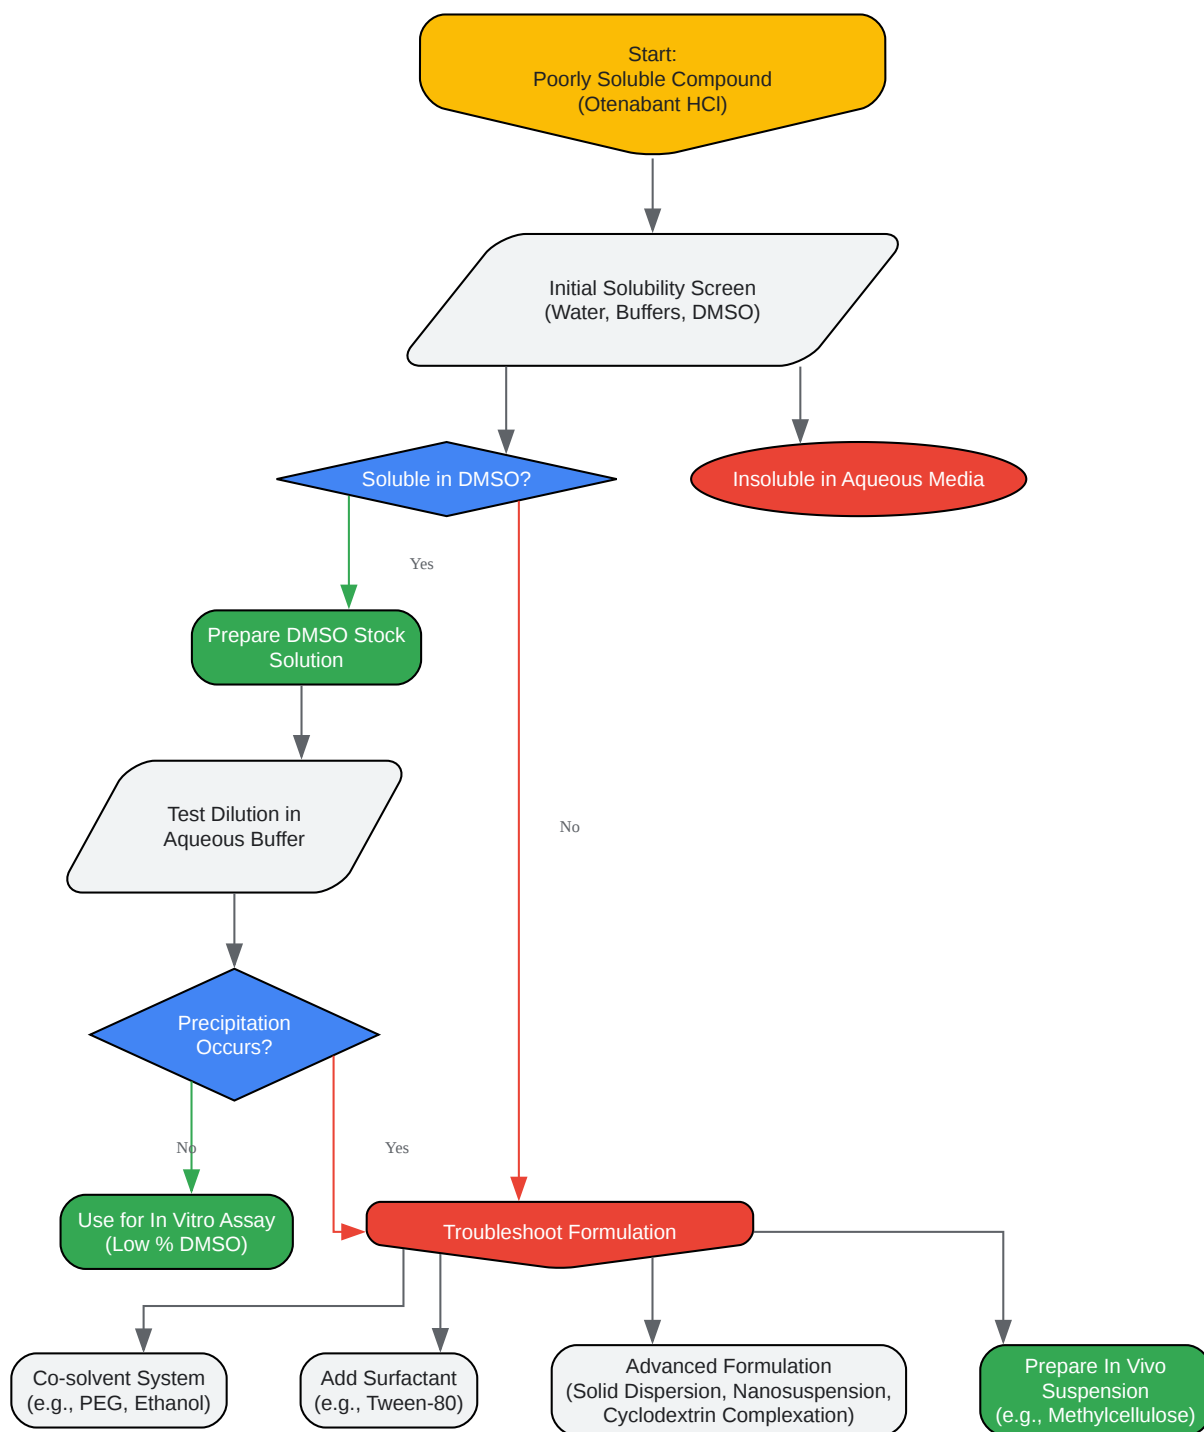 Start:
Poorly Soluble Compound
(Otenabant HCl)
Initial Solubility Screen
(Water, Buffers, DMSO)
Soluble in DMSO?
Insoluble in Aqueous Media
Yes
Prepare DMSO Stock
Solution
Test Dilution in
Aqueous Buffer
No
Precipitation
Occurs?
No
Yes
Use for In Vitro Assay
(Low % DMSO)
Troubleshoot Formulation
Co-solvent System
(e.g., PEG, Ethanol)
Add Surfactant
(e.g., Tween-80)
Advanced Formulation
(Solid Dispersion, Nanosuspension,
Cyclodextrin Complexation)
Prepare In Vivo
Suspension
(e.g., Methylcellulose)